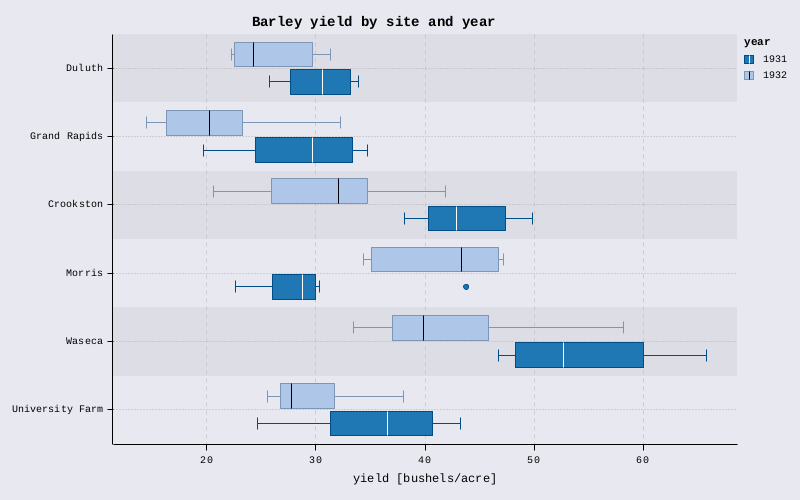 Barley yield by site and year
year
1931
1932
Duluth
Grand Rapids
Crookston
Morris
Waseca
University Farm
20 30 40 50 60
yield [bushels/acre]